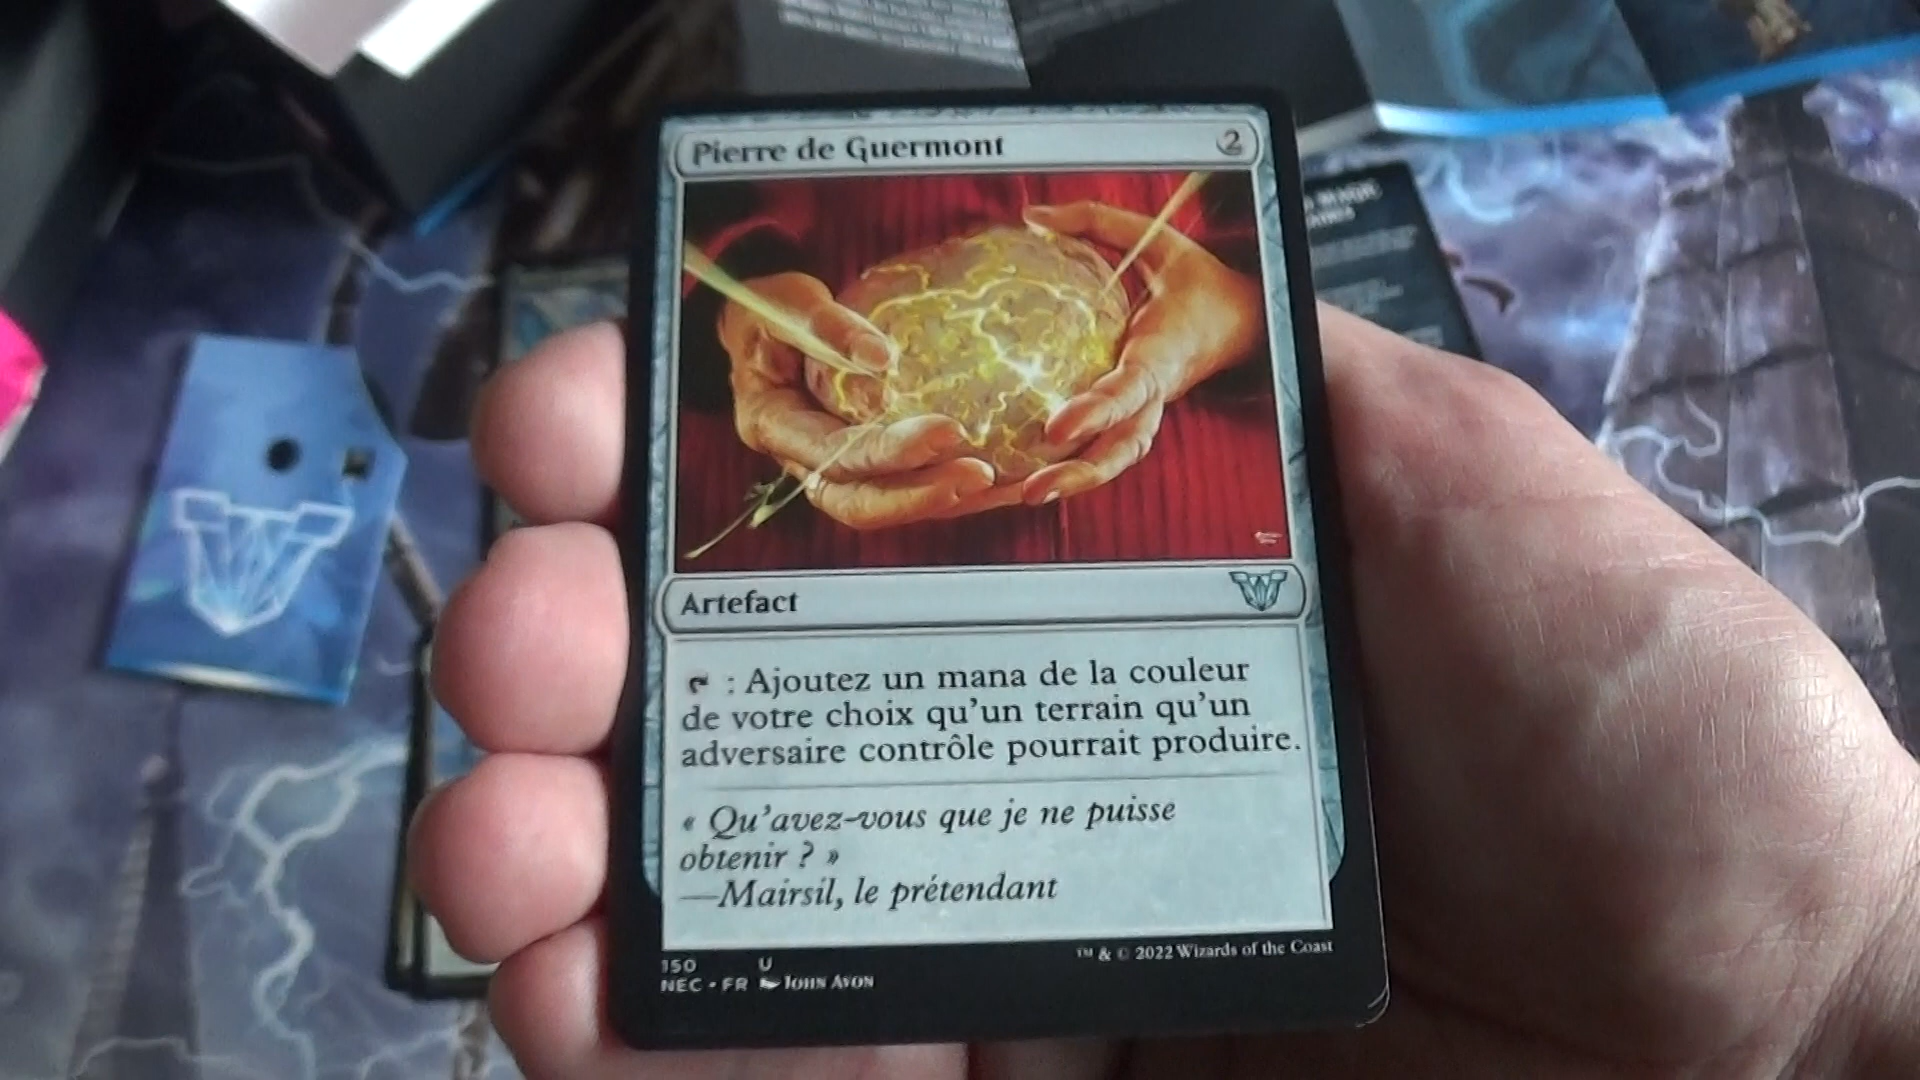 Pierre de Guermont 2
Artefact
: Ajoutez un mana de la couleur
de votre choix qu'un terrain qu'un
adversaire contrôle pourrait produire.
« Qu'avez-vous que je ne puisse
obtenir ? »
—Mairsil, le prétendant
150 U
NEC • FR John Avon
™ & © 2022 Wizards of the Coast
MAGIC